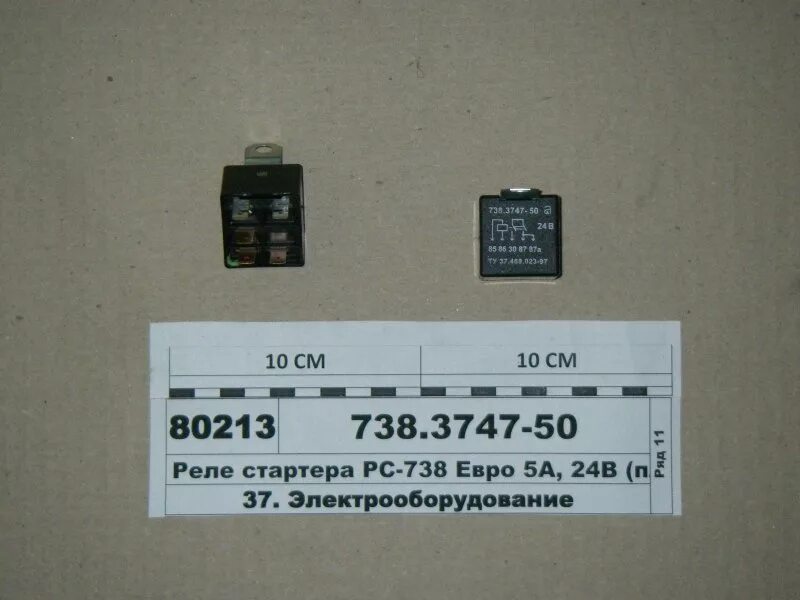 738.3747-50
24В
85 86 30 87 87а
ТУ 37.469.023-97
10 СМ 10 СМ
80213 738.3747-50
Реле стартера РС-738 Евро 5А, 24В (п
Ряд 11
37. Электрооборудование